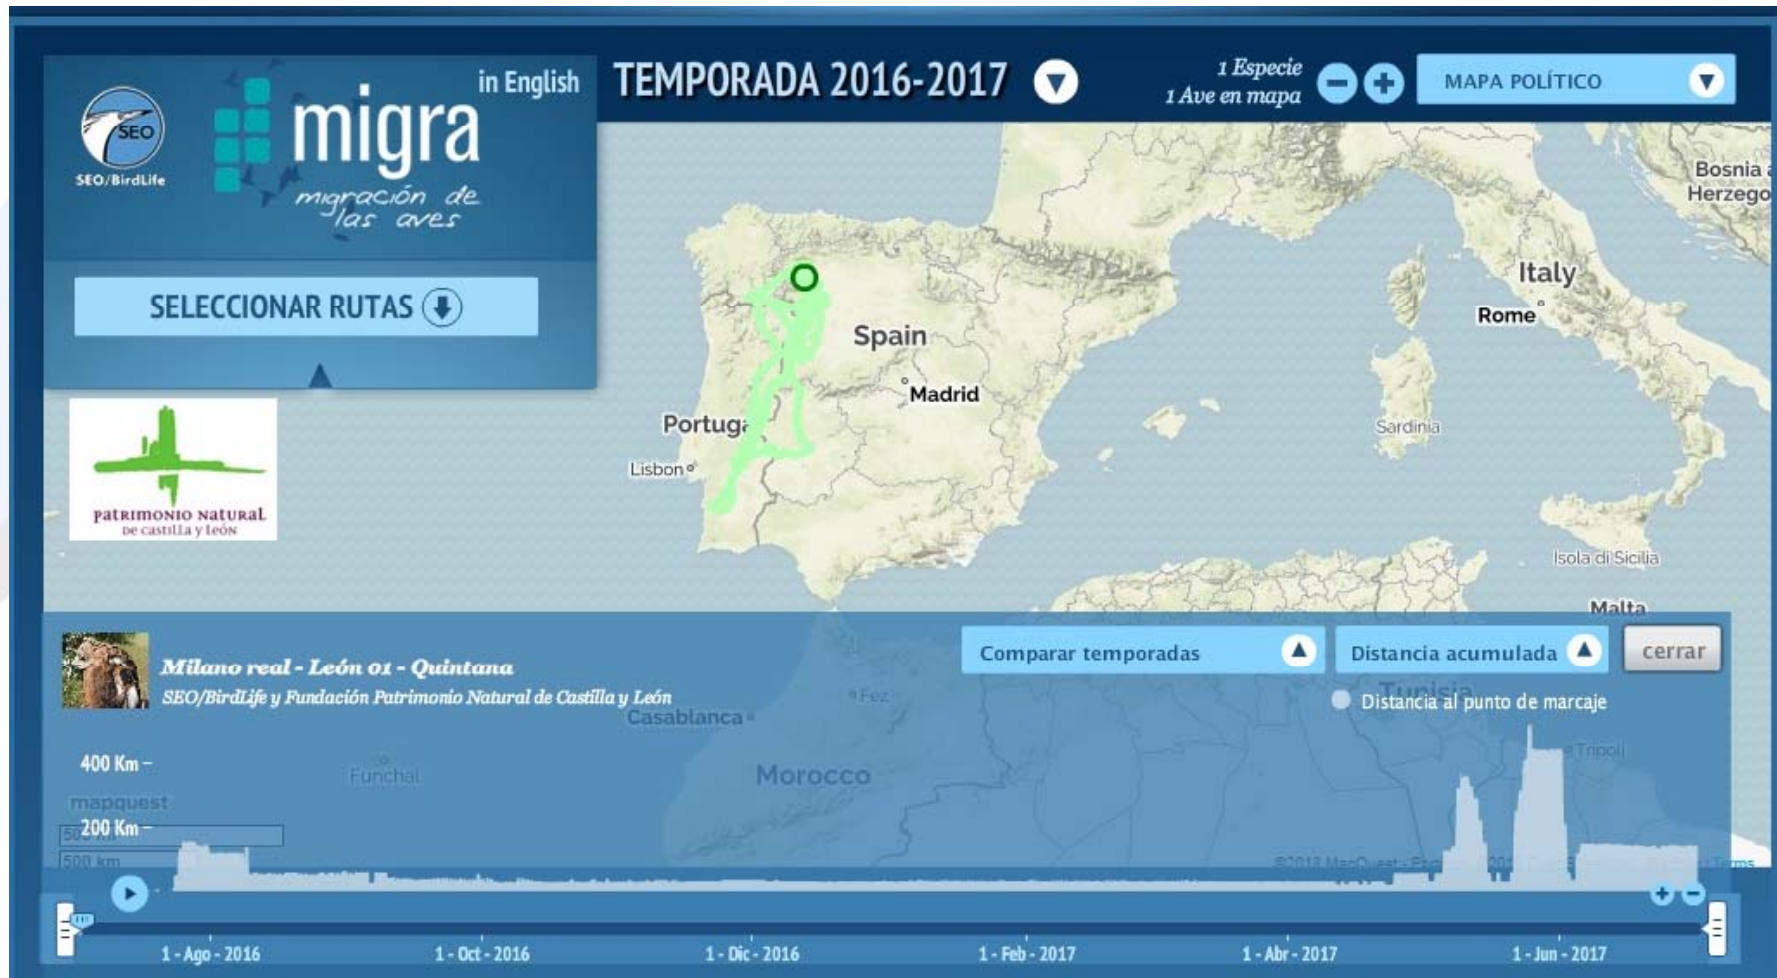 in English
SEO
SEO/BirdLife
migra
migración de
las aves
TEMPORADA 2016-2017
1 Especie
1 Ave en mapa
MAPA POLÍTICO
SELECCIONAR RUTAS
PATRIMONIO NATURAL
DE CASTILLA Y LEÓN
Bosnia
Herzego
Italy
Rome
Spain
Madrid
Portuga
Lisbon
Sardinia
Isola di Sicilia
Malta
Milano real - León 01 - Quintana
SEO/BirdLife y Fundación Patrimonio Natural de Castilla y León
Comparar temporadas
Distancia acumulada
cerrar
Distancia al punto de marcaje
Tunisia
Fez
Casablanca
Tripoli
400 Km
Funchal
Morocco
mapquest
200 Km
500 km
Terms
1 - Ago - 2016
1 - Oct - 2016
1 - Dic - 2016
1 - Feb - 2017
1 - Abr - 2017
1 - Jun - 2017